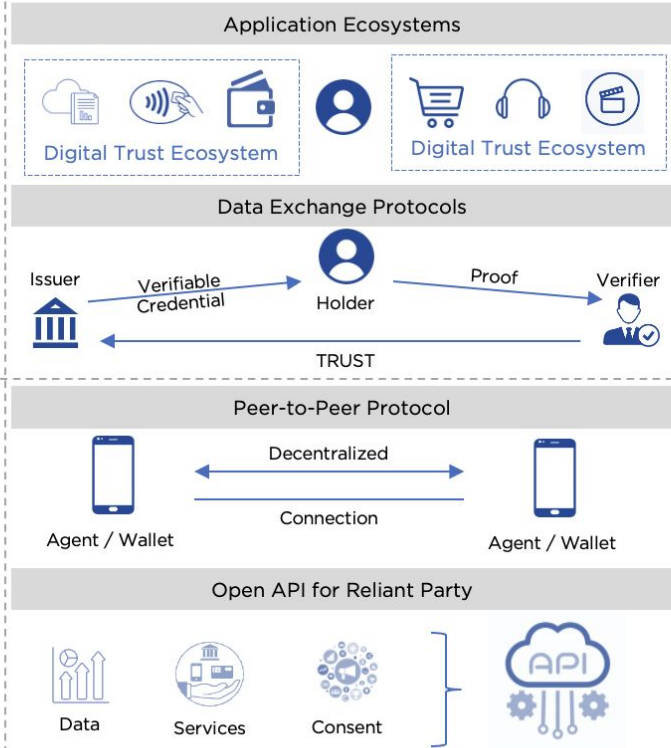 Application Ecosystems
Digital Trust Ecosystem
Digital Trust Ecosystem
Data Exchange Protocols
Issuer
Verifiable
Credential
Holder
Proof
Verifier
TRUST
Peer-to-Peer Protocol
Decentralized
Connection
Agent / Wallet
Agent / Wallet
Open API for Reliant Party
Data
Services
Consent
API